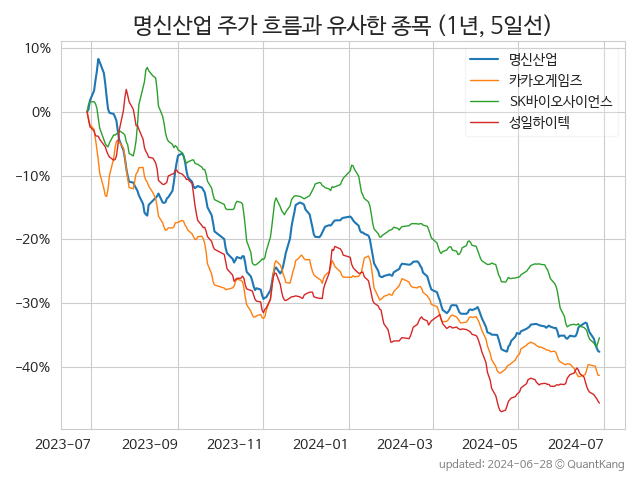 명신산업 주가 흐름과 유사한 종목 (1년, 5일선)
10%
0%
−10%
−20%
−30%
−40%
명신산업
카카오게임즈
SK바이오사이언스
성일하이텍
2023-07 2023-09 2023-11 2024-01 2024-03 2024-05 2024-07
updated: 2024-06-28 © QuantKang